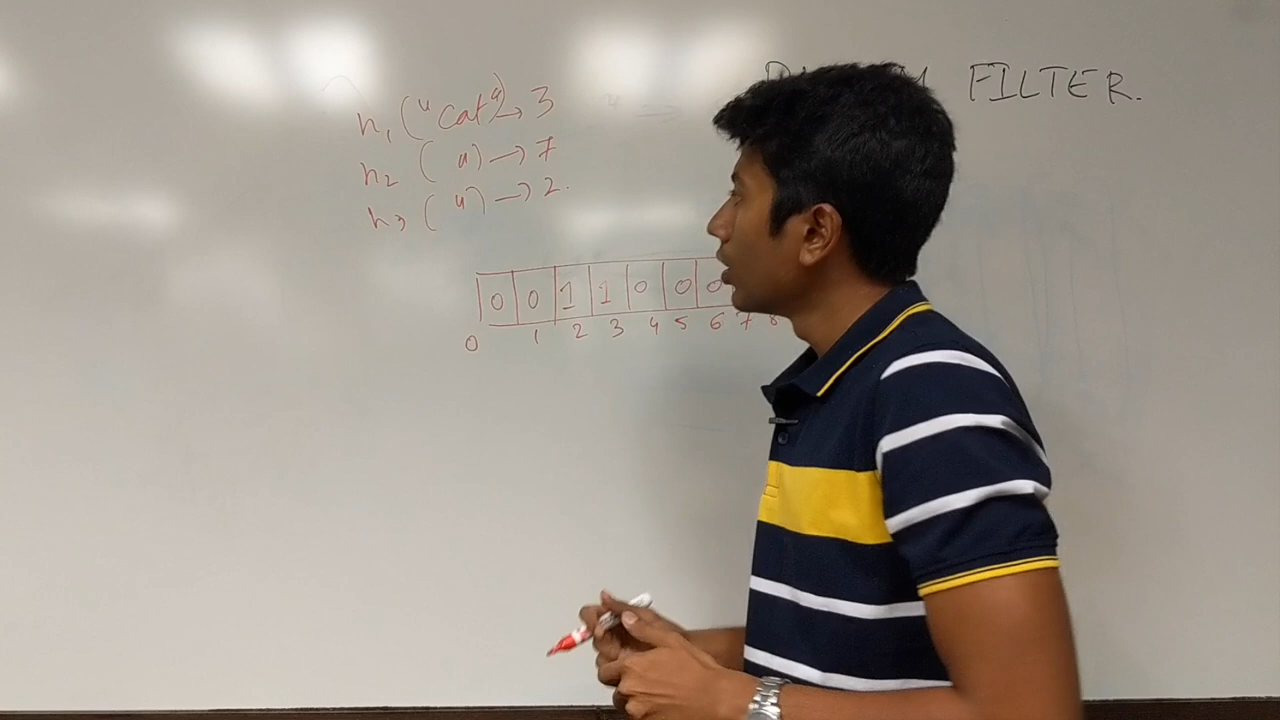 FILTER.
h1 ("cat") → 3
h2 ( ") → 7
h3 ( ") → 2.
0 0 1 1 0 0 0
0 1 2 3 4 5 6 7 8